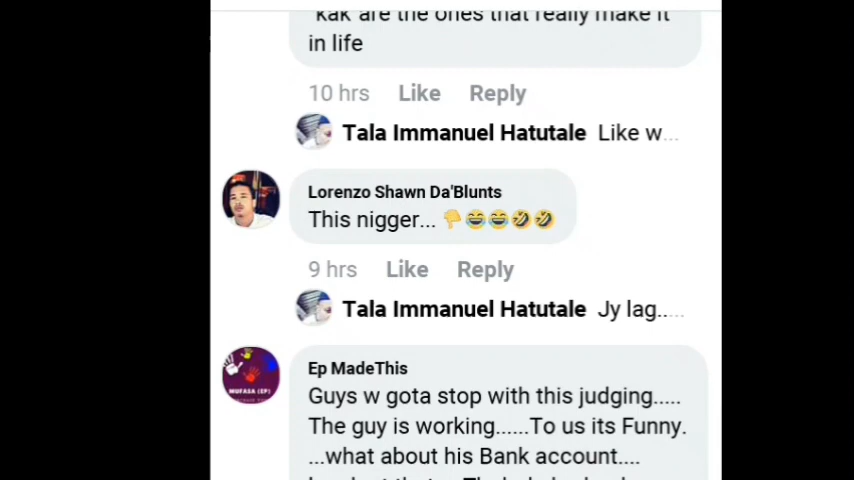 "kak" are the ones that really make it
in life
10 hrs Like Reply
Tala Immanuel Hatutale Like w...
Lorenzo Shawn Da'Blunts
This nigger... 👇😂😂🤣🤣
9 hrs Like Reply
Tala Immanuel Hatutale Jy lag.....
Ep MadeThis
MUFASA (EP)
Guys w gota stop with this judging.....
The guy is working......To us its Funny.
...what about his Bank account....